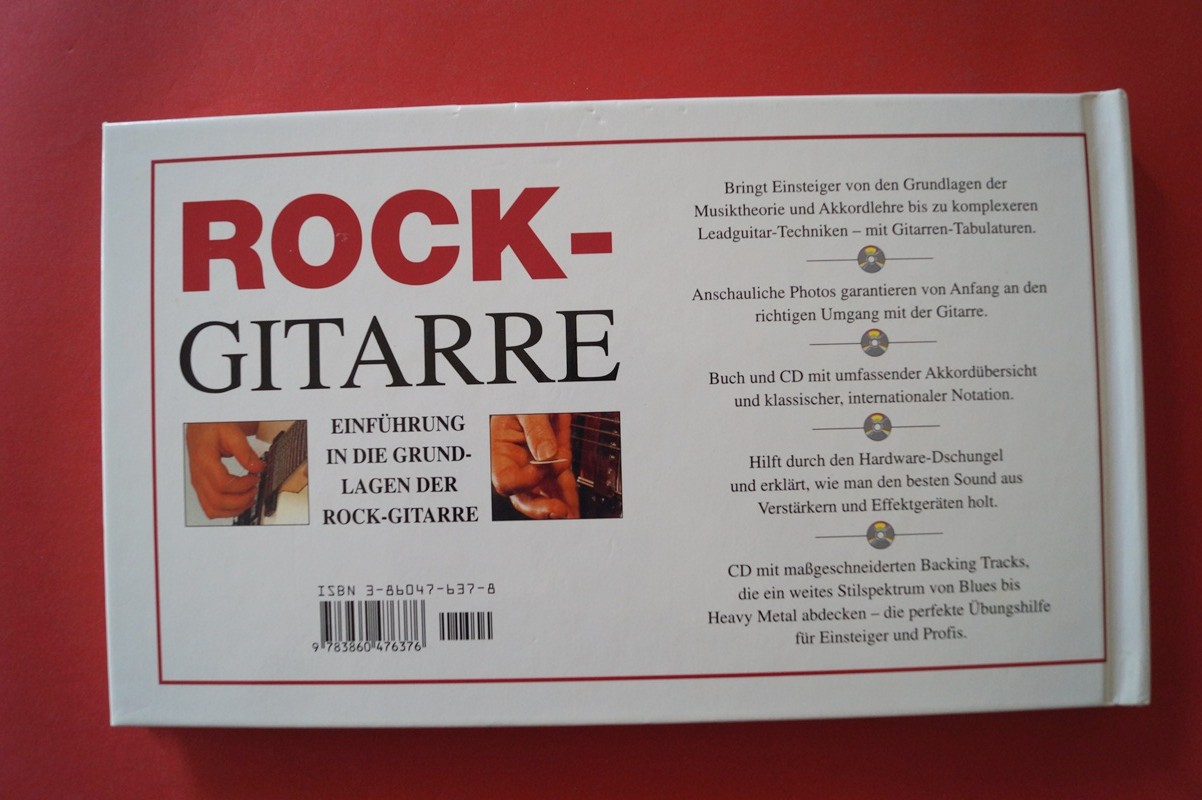 ROCK-
GITARRE
EINFÜHRUNG
IN DIE GRUND-
LAGEN DER
ROCK-GITARRE
ISBN 3-86047-637-8
9 783860 476376
Bringt Einsteiger von den Grundlagen der
Musiktheorie und Akkordlehre bis zu komplexeren
Leadguitar-Techniken – mit Gitarren-Tabulaturen.
Anschauliche Photos garantieren von Anfang an den
richtigen Umgang mit der Gitarre.
Buch und CD mit umfassender Akkordübersicht
und klassischer, internationaler Notation.
Hilft durch den Hardware-Dschungel
und erklärt, wie man den besten Sound aus
Verstärkern und Effektgeräten holt.
CD mit maßgeschneiderten Backing Tracks,
die ein weites Stilspektrum von Blues bis
Heavy Metal abdecken – die perfekte Übungshilfe
für Einsteiger und Profis.